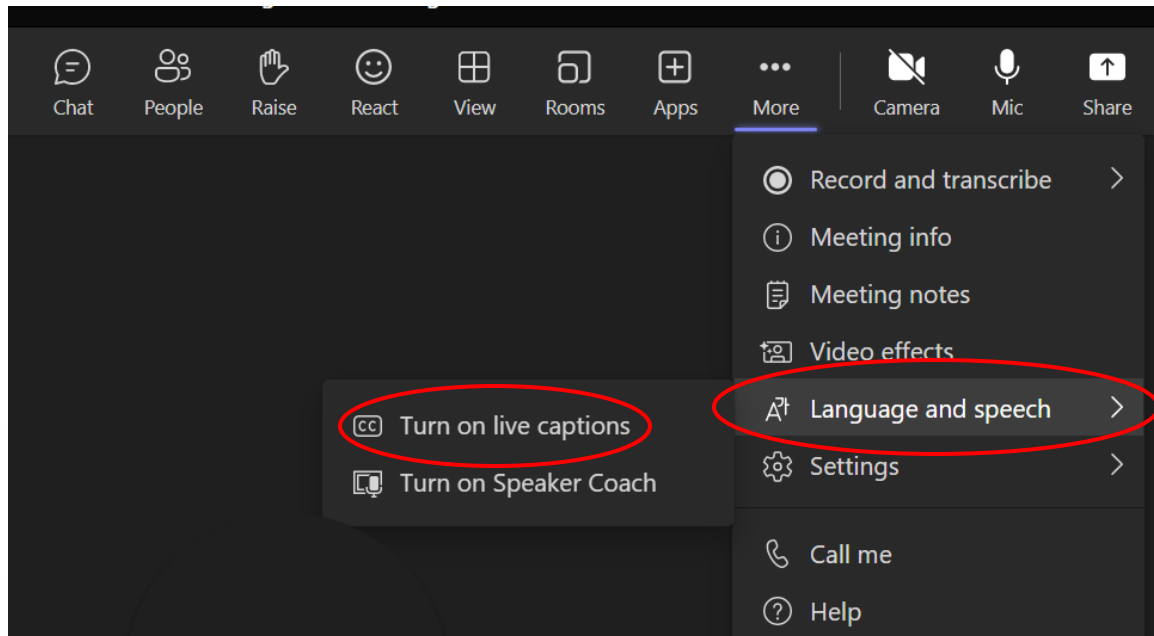 Chat People Raise React View Rooms Apps More Camera Mic Share
Record and transcribe
Meeting info
Meeting notes
Video effects
Language and speech
CC Turn on live captions
Turn on Speaker Coach
Settings
Call me
Help